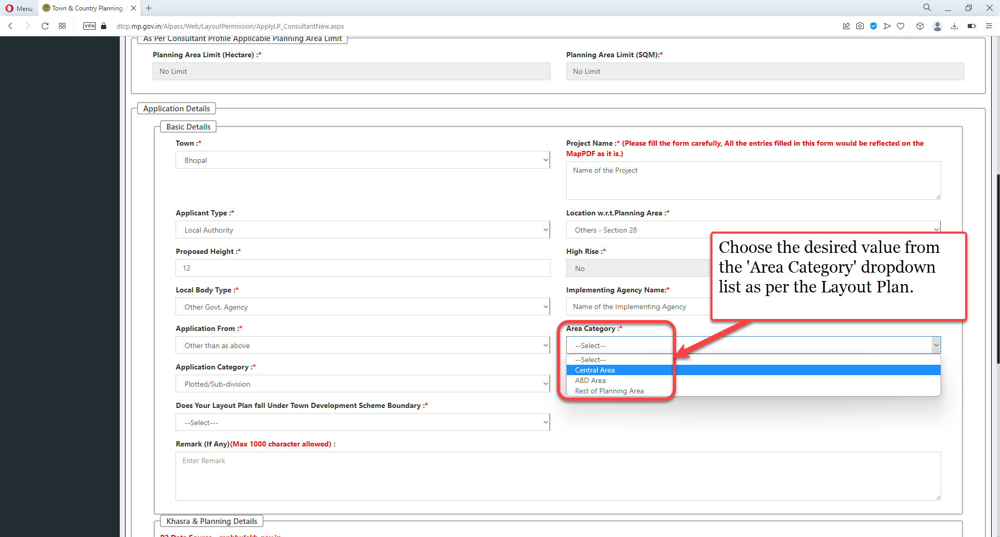 Menu
Town & Country Planning,
VPN
dtcp.mp.gov.in/Alpass/Web/LayoutPermission/ApplyLP_ConsultantNew.aspx
As Per Consultant Profile Applicable Planning Area Limit
Planning Area Limit (Hectare) :*
Planning Area Limit (SQM):*
No Limit
No Limit
Application Details
Basic Details
Town :*
Bhopal
Project Name :* (Please fill the form carefully, All the entries filled in this form would be reflected on the
MapPDF as it is.)
Name of the Project
Applicant Type :*
Local Authority
Location w.r.t.Planning Area :*
Others - Section 28
Proposed Height :*
12
High Rise :*
No
Choose the desired value from
the 'Area Category' dropdown
list as per the Layout Plan.
Local Body Type :*
Other Govt. Agency
Implementing Agency Name:*
Name of the Implementing Agency
Application From :*
Other than as above
Area Category :*
--Select--
--Select--
Central Area
ABD Area
Rest of Planning Area
Application Category :*
Plotted/Sub-division
Does Your Layout Plan fall Under Town Development Scheme Boundary :*
--Select---
Remark (If Any)(Max 1000 character allowed) :
Enter Remark
Khasra & Planning Details